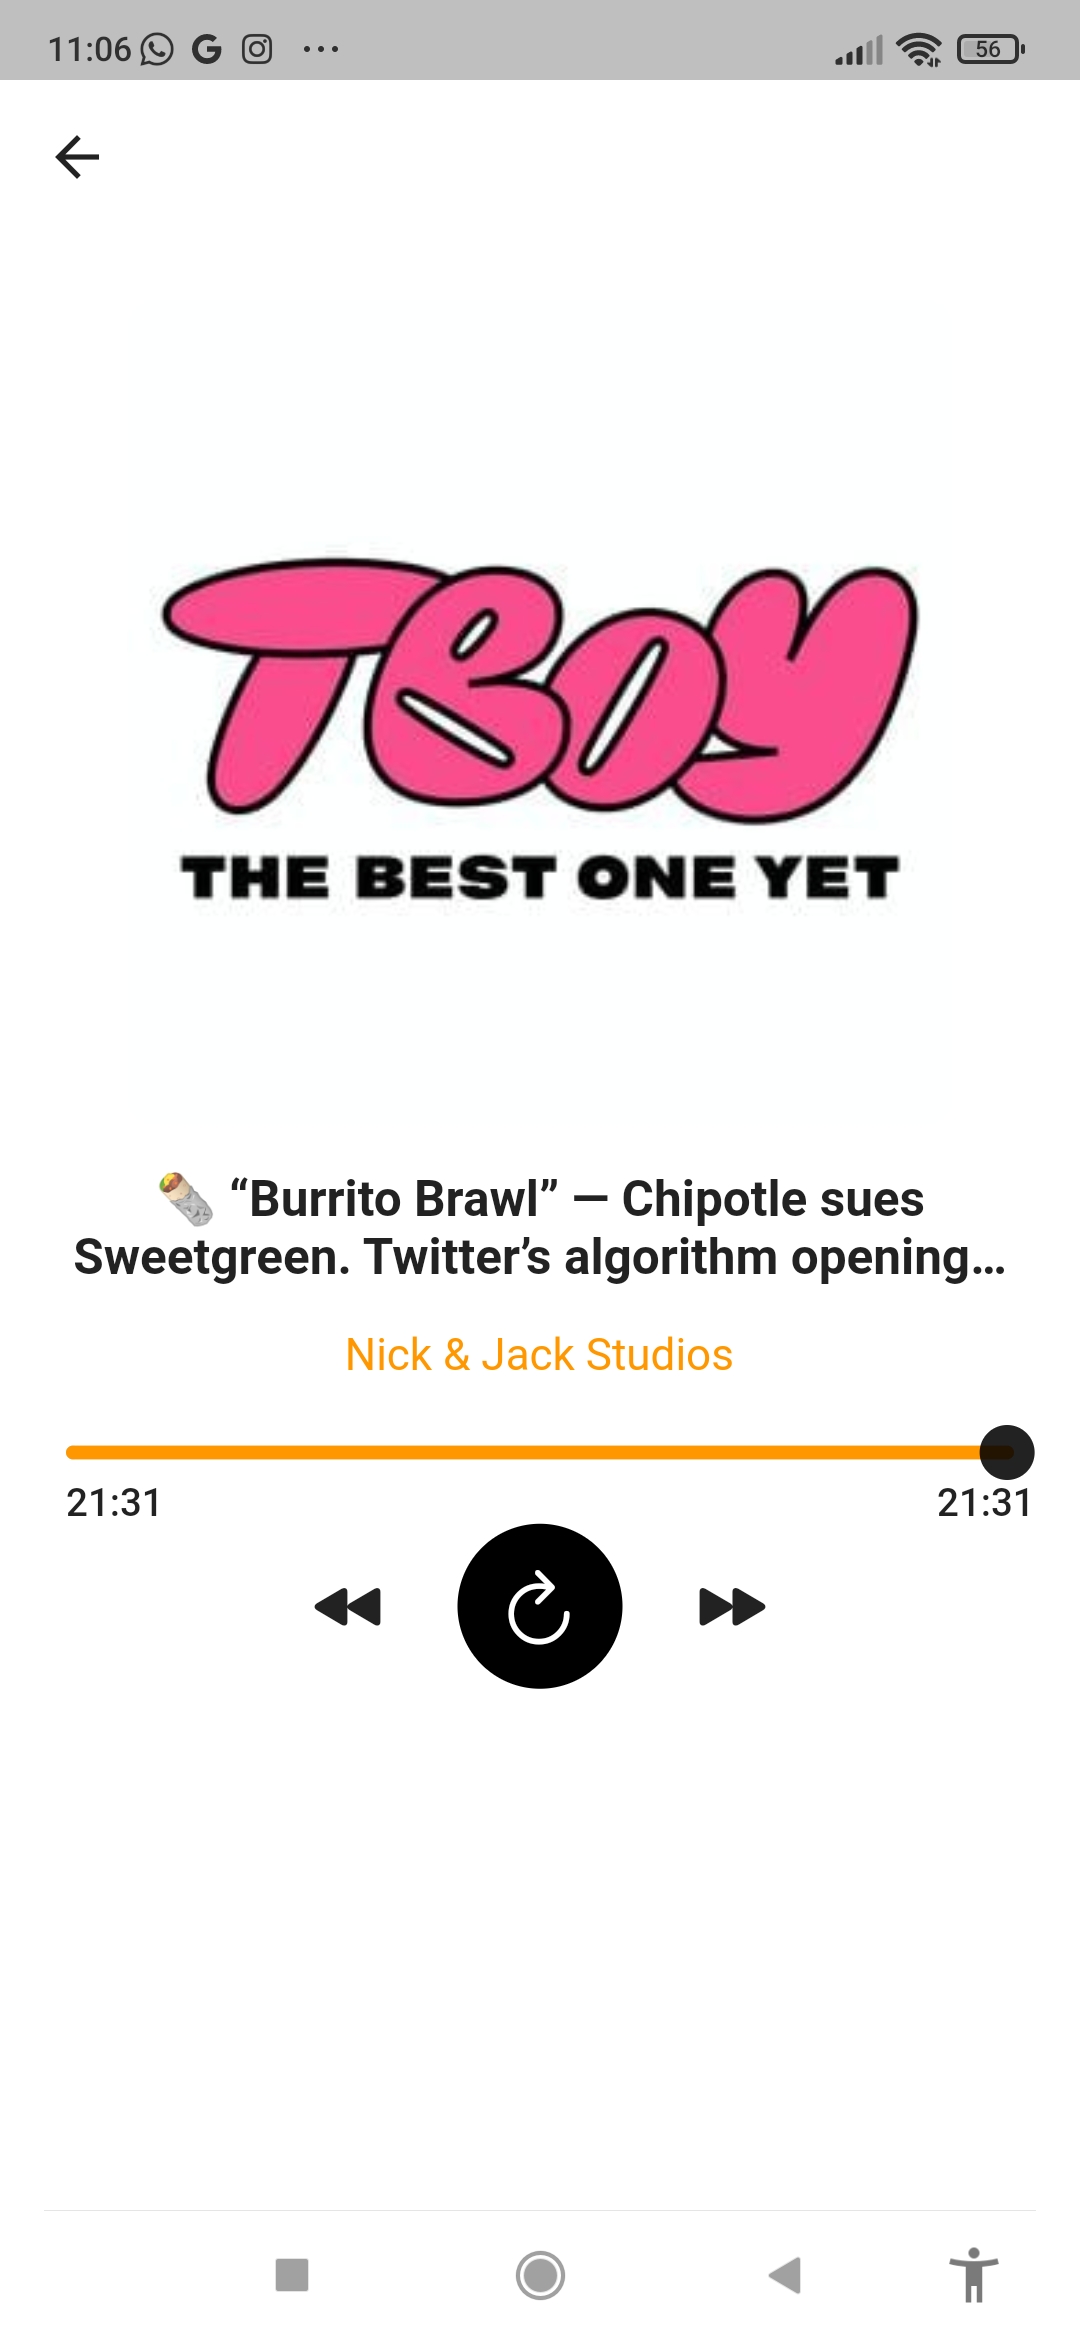 11:06
56
TBOY
THE BEST ONE YET
🌯 “Burrito Brawl” — Chipotle sues
Sweetgreen. Twitter’s algorithm opening…
Nick & Jack Studios
21:31
21:31